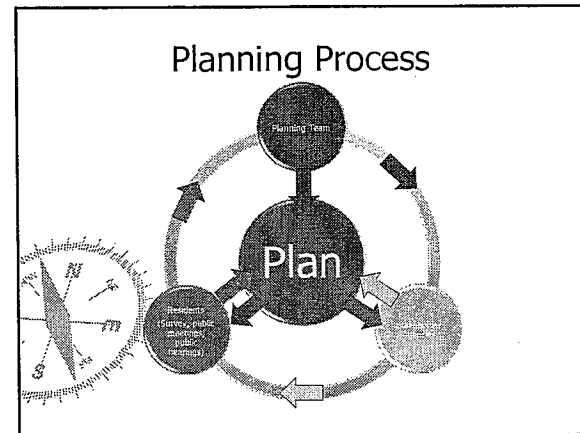 Planning Process
Planning Team
Plan
Residents
(Survey, public
meetings,
public
hearings)
N
E
S